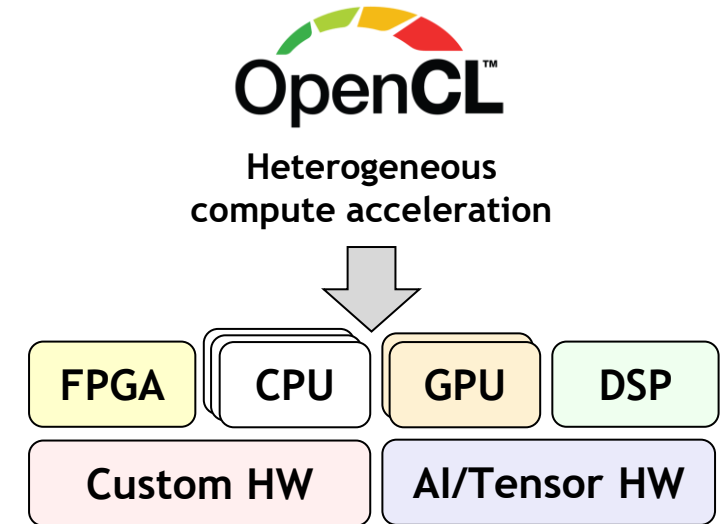 OpenCL™
Heterogeneous
compute acceleration
FPGA CPU GPU DSP
Custom HW AI/Tensor HW